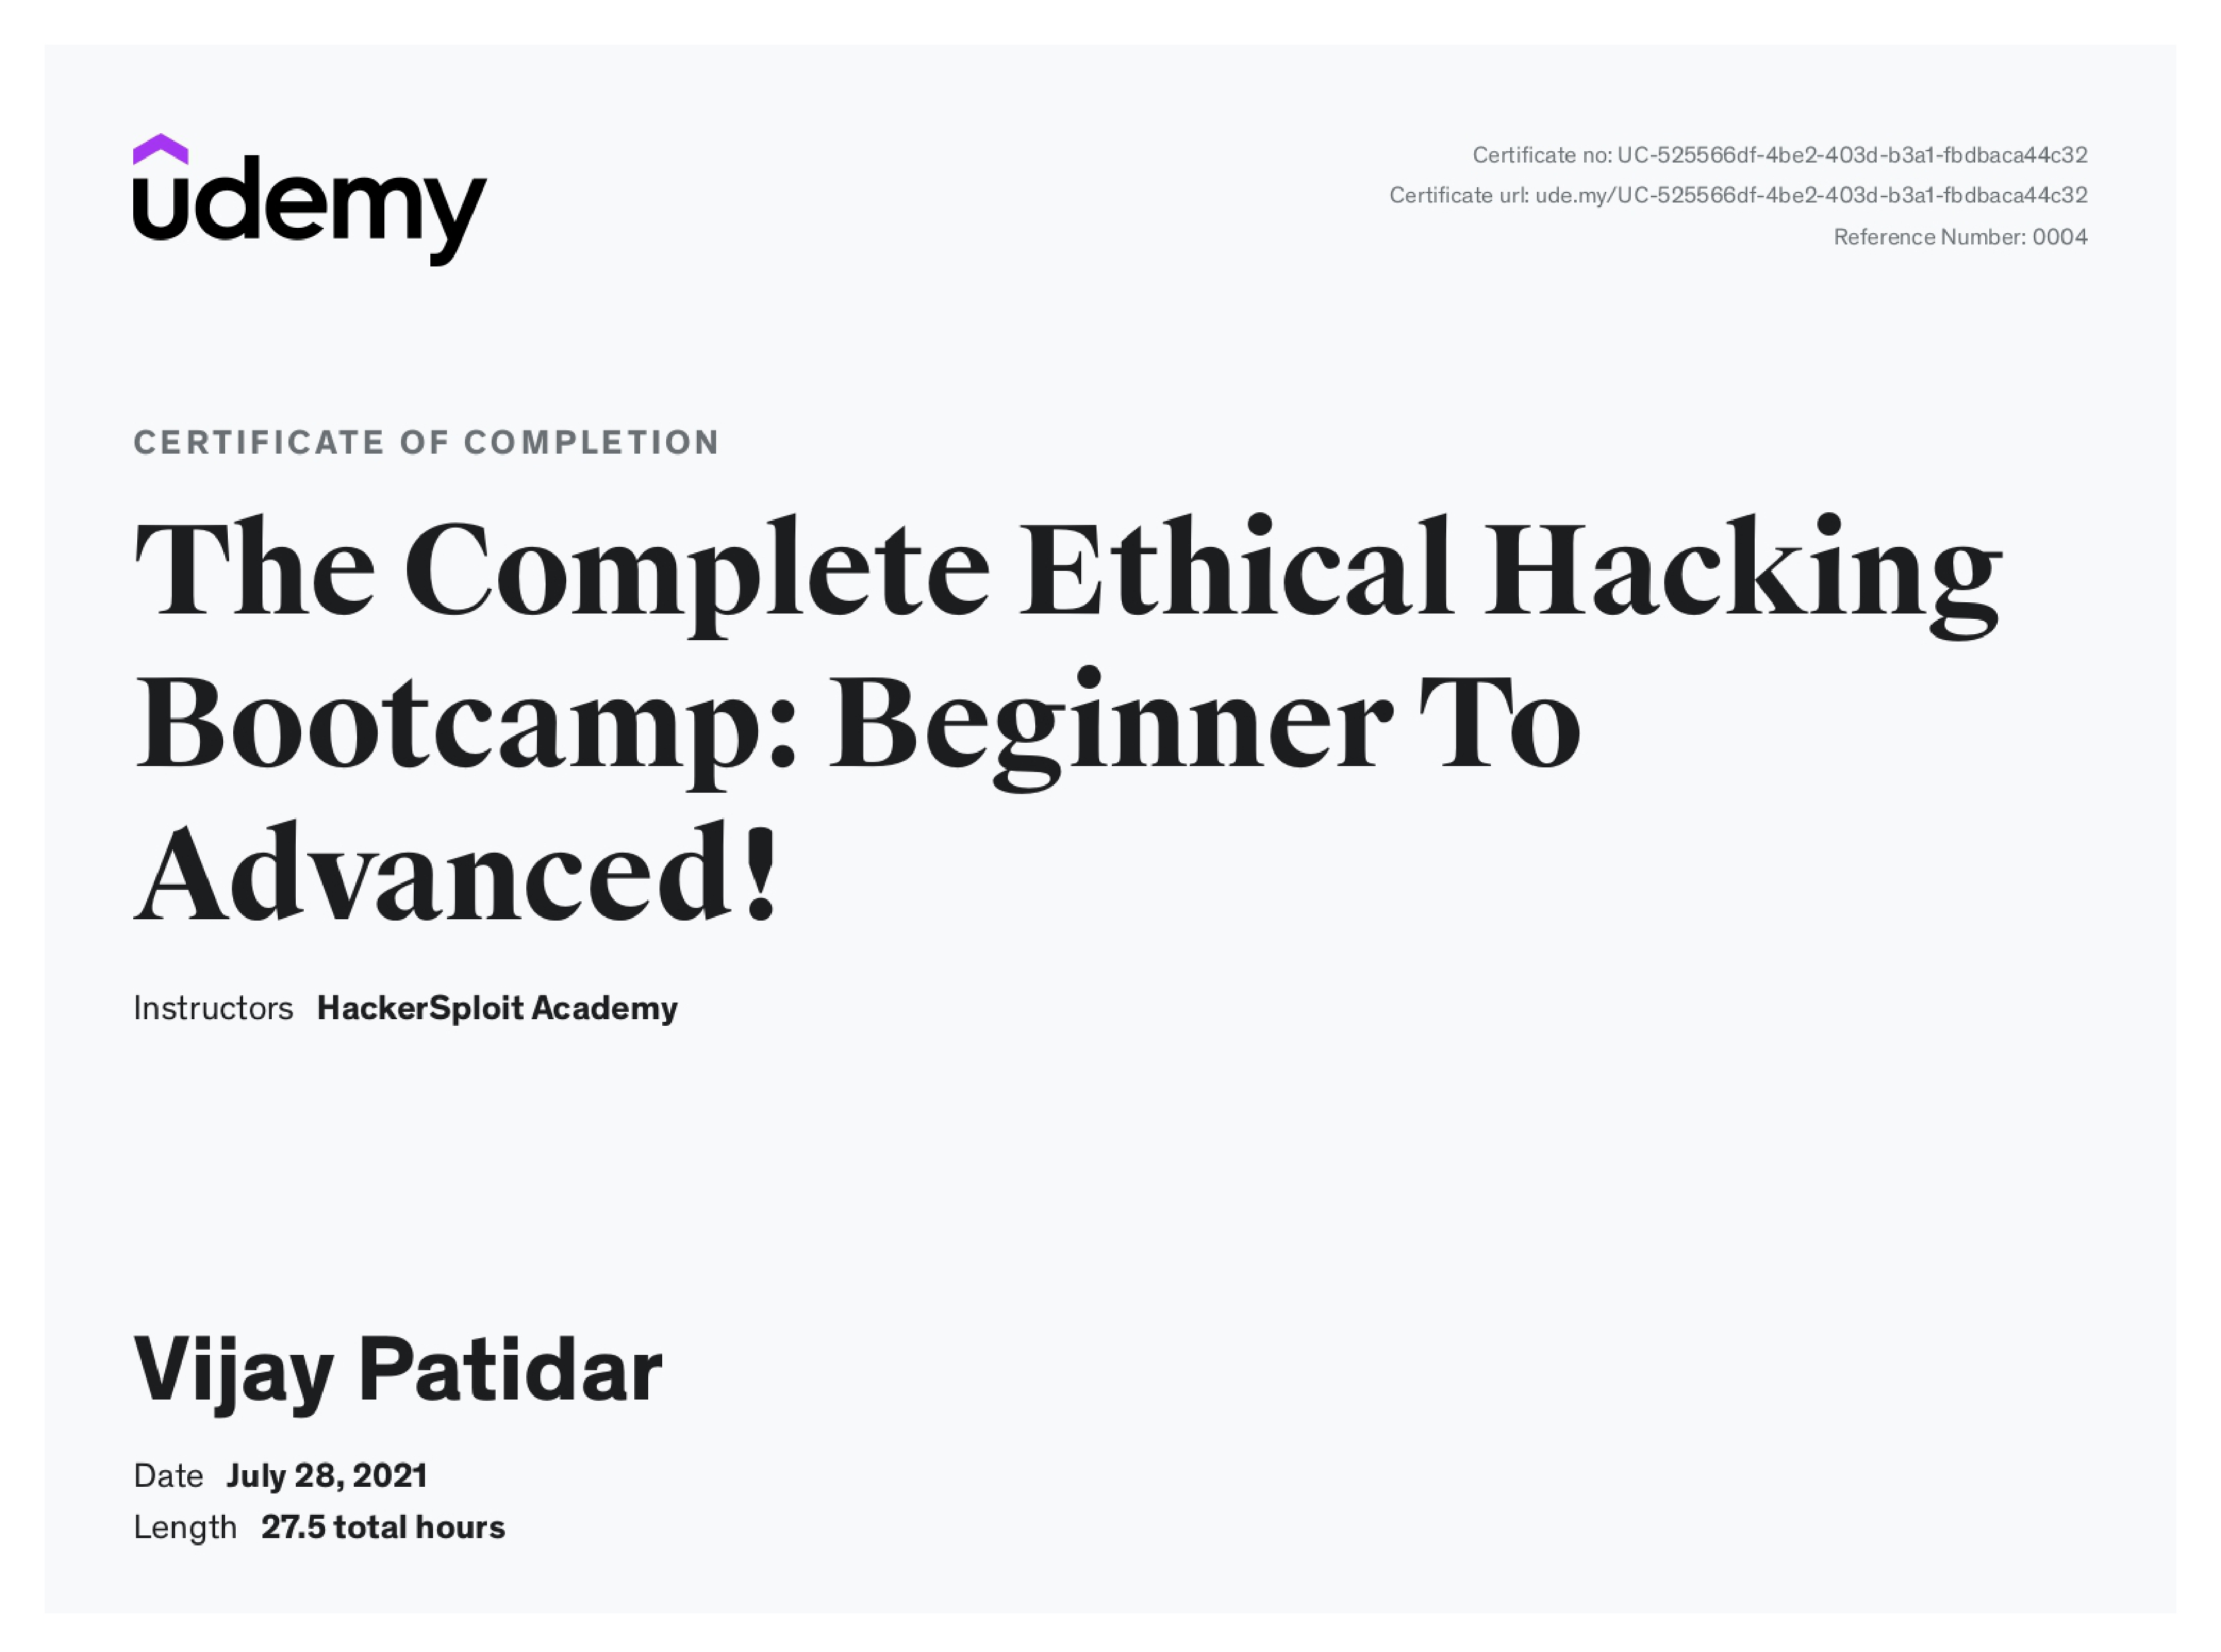 udemy
Certificate no: UC-525566df-4be2-403d-b3a1-fbdbaca44c32
Certificate url: ude.my/UC-525566df-4be2-403d-b3a1-fbdbaca44c32
Reference Number: 0004
CERTIFICATE OF COMPLETION
The Complete Ethical Hacking
Bootcamp: Beginner To
Advanced!
Instructors HackerSploit Academy
Vijay Patidar
Date July 28, 2021
Length 27.5 total hours